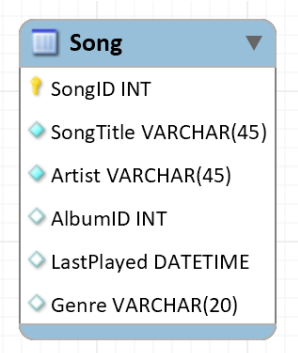 Song
SongID INT
SongTitle VARCHAR(45)
Artist VARCHAR(45)
AlbumID INT
LastPlayed DATETIME
Genre VARCHAR(20)